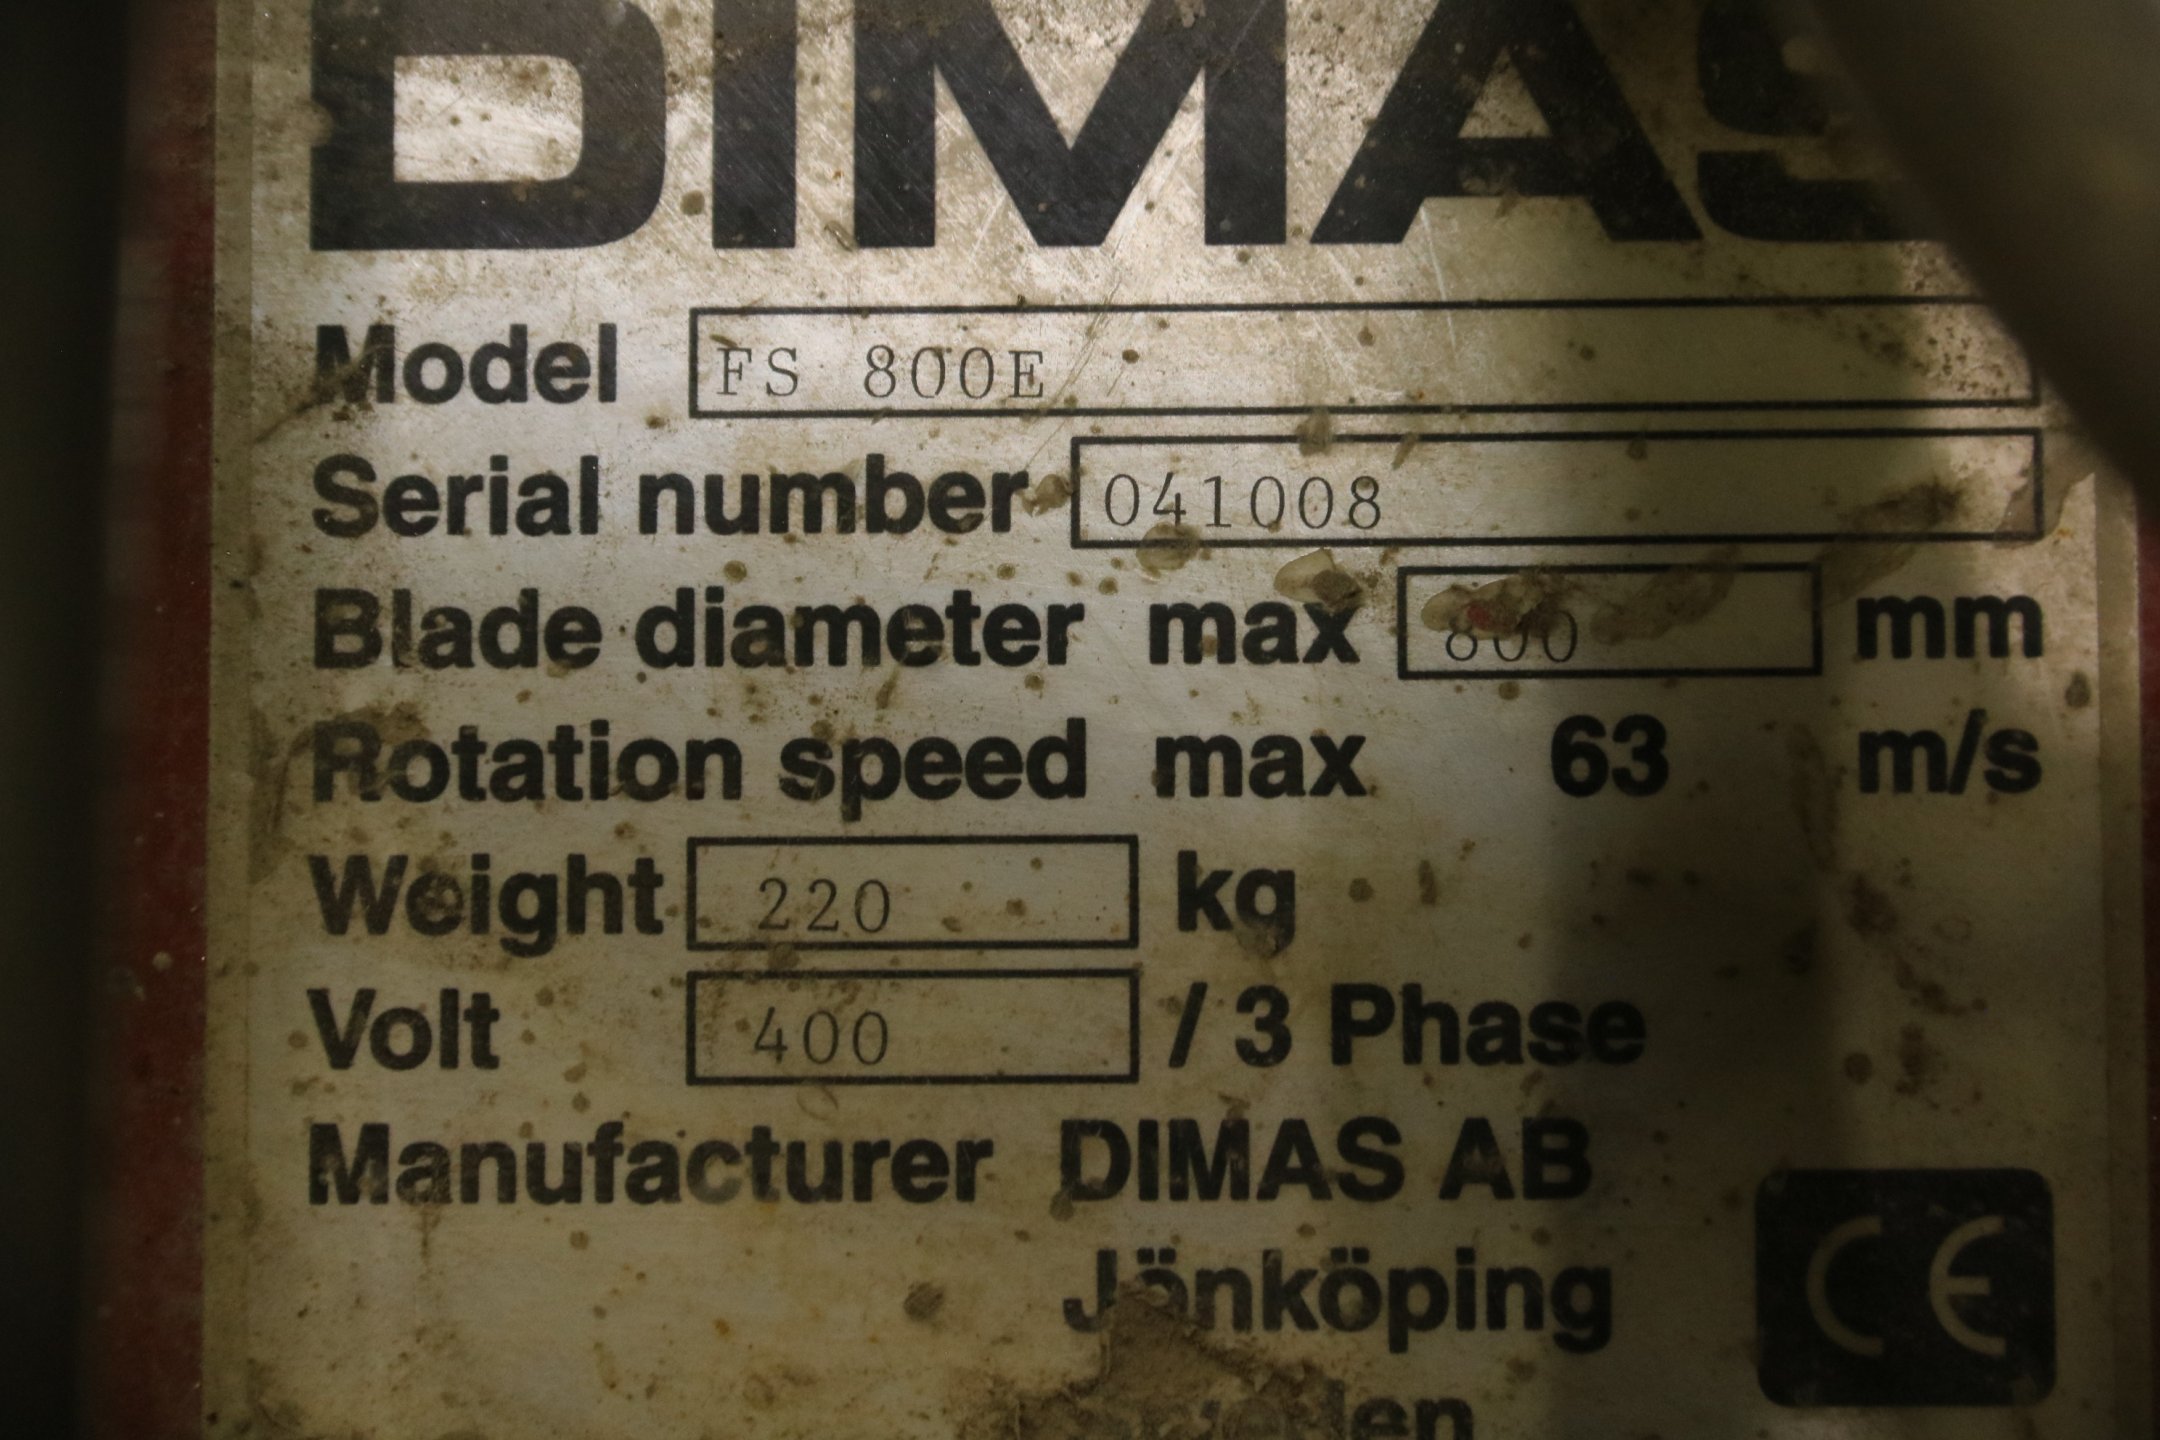 DIMAS
Model FS 800E
Serial number 041008
Blade diameter max 800 mm
Rotation speed max 63 m/s
Weight 220 kg
Volt 400 / 3 Phase
Manufacturer DIMAS AB
Jönköping
Sweden
CE